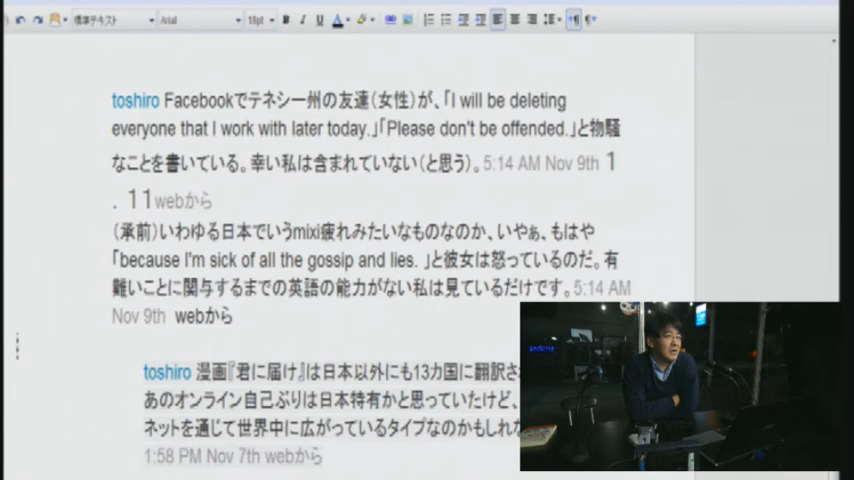 標準テキスト Arial 18pt B I U A
toshiro Facebookでテネシー州の友達（女性）が、「I will be deleting
everyone that I work with later today.」「Please don't be offended.」と物騒
なことを書いている。幸い私は含まれていない（と思う）。5:14 AM Nov 9th 1
. 11webから
（承前）いわゆる日本でいうmixi疲れみたいなものなのか、いやぁ、もはや
「because I'm sick of all the gossip and lies. 」と彼女は怒っているのだ。有
難いことに関与するまでの英語の能力がない私は見ているだけです。5:14 AM
Nov 9th webから
toshiro 漫画『君に届け』は日本以外にも13カ国に翻訳さ
あのオンライン自己ぶりは日本特有かと思っていたけど、
ネットを通じて世界中に広がっているタイプなのかもしれな
1:58 PM Nov 7th webから